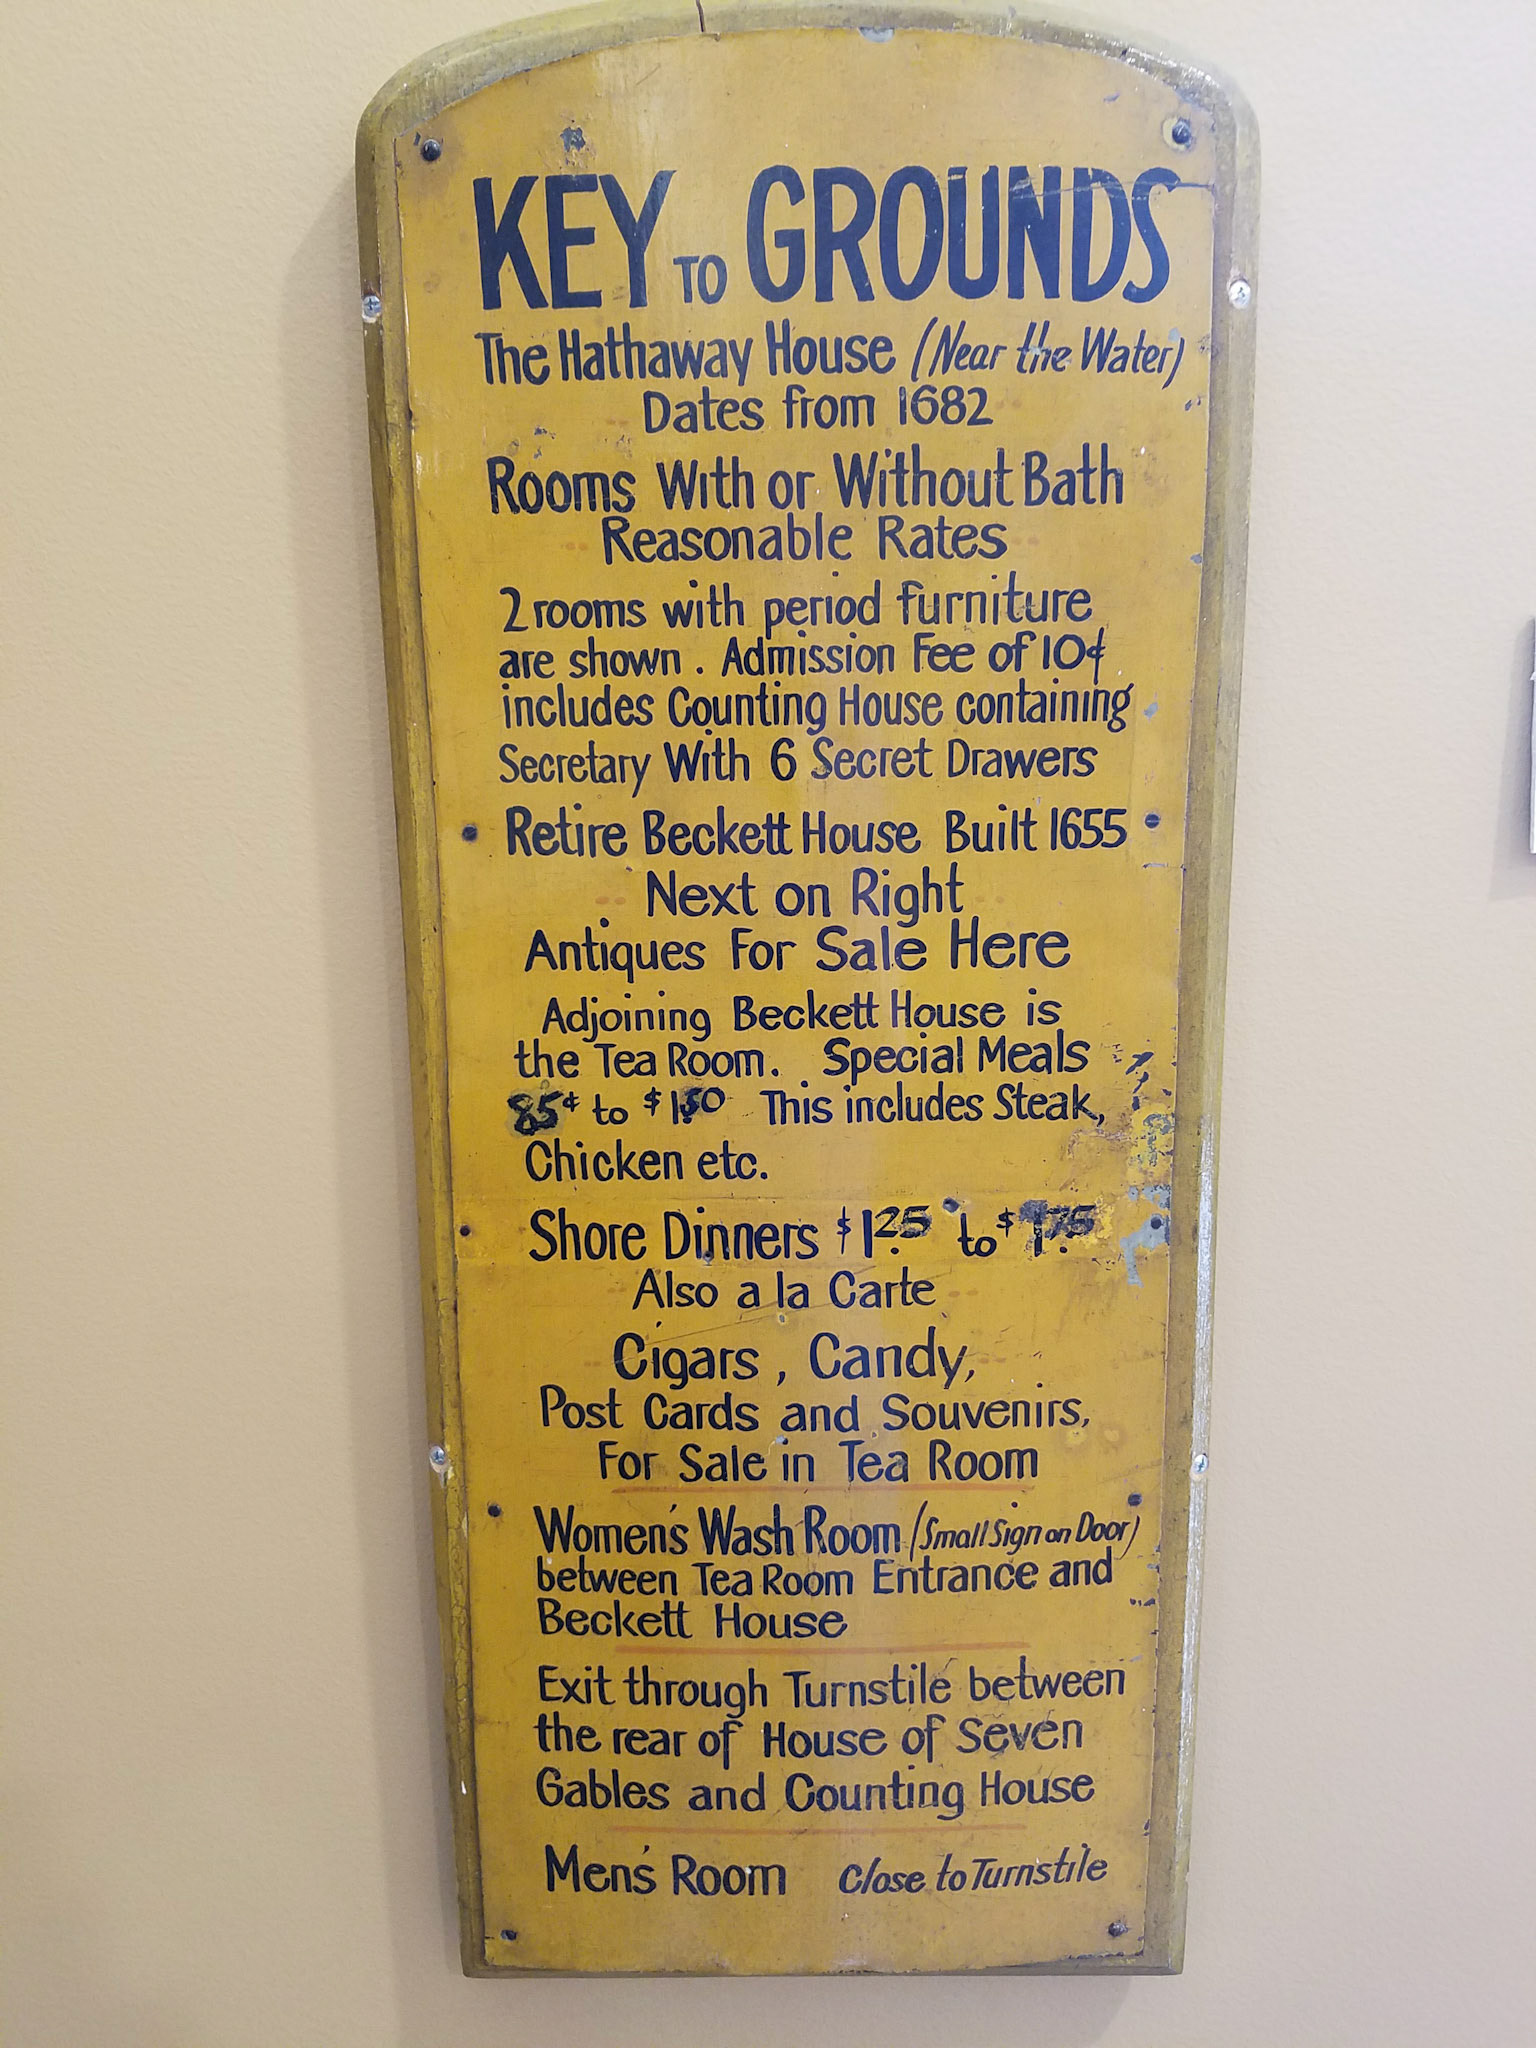 KEY TO GROUNDS
The Hathaway House (Near the Water)
Dates from 1682
Rooms With or Without Bath
Reasonable Rates
2 rooms with period furniture
are shown. Admission Fee of 10¢
includes Counting House containing
Secretary With 6 Secret Drawers
Retire Beckett House Built 1655
Next on Right
Antiques For Sale Here
Adjoining Beckett House is
the Tea Room. Special Meals
85¢ to $1.50 This includes Steak,
Chicken etc.
Shore Dinners $1.25 to $1.75
Also a la Carte
Cigars, Candy,
Post Cards and Souvenirs,
For Sale in Tea Room
Women's Wash Room (Small Sign on Door)
between Tea Room Entrance and
Beckett House
Exit through Turnstile between
the rear of House of Seven
Gables and Counting House
Men's Room Close to Turnstile